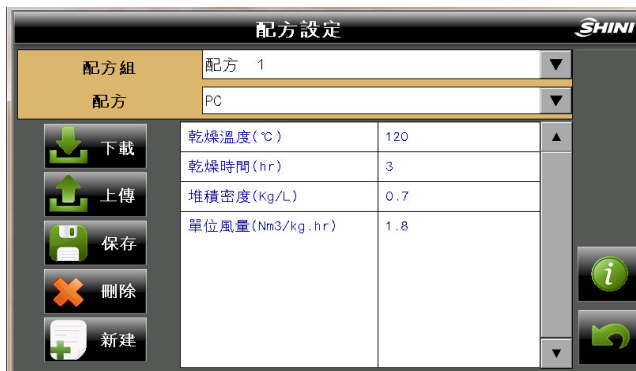 配方設定
SHINI
配方組 配方 1
配方 PC
下載
上傳
保存
刪除
新建
乾燥溫度(℃) 120
乾燥時間(hr) 3
堆積密度(Kg/L) 0.7
單位風量(Nm3/kg.hr) 1.8
i